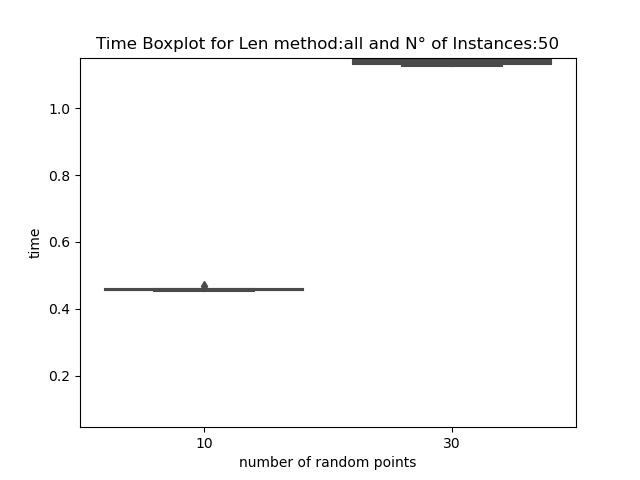 Time Boxplot for Len method:all and N° of Instances:50
1.0
0.8
0.6
0.4
0.2
time
10
30
number of random points